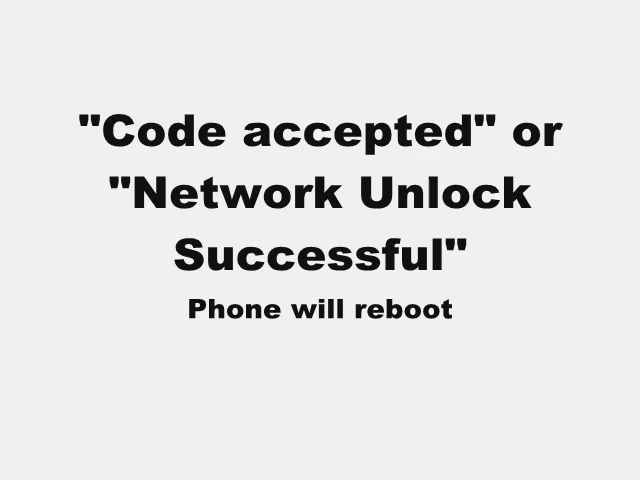 "Code accepted" or
"Network Unlock
Successful"
Phone will reboot